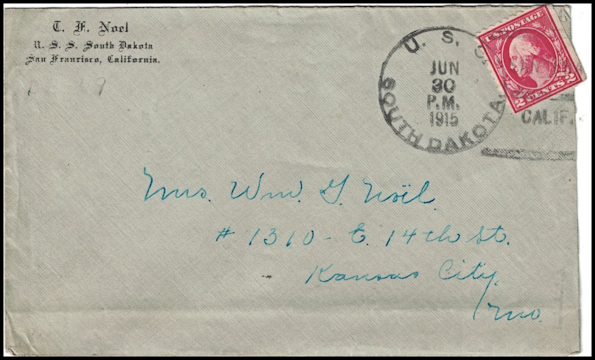 T. F. Noel
U. S. S. South Dakota
San Francisco, California.
U. S. S.
JUN
30
P.M.
1915
SOUTH DAKOTA.
U.S. POSTAGE
2 CENTS 2
CALIF.
Mrs. Wm. G. Noël.
# 1310 - E. 14th St.
Kansas City.
Mo.